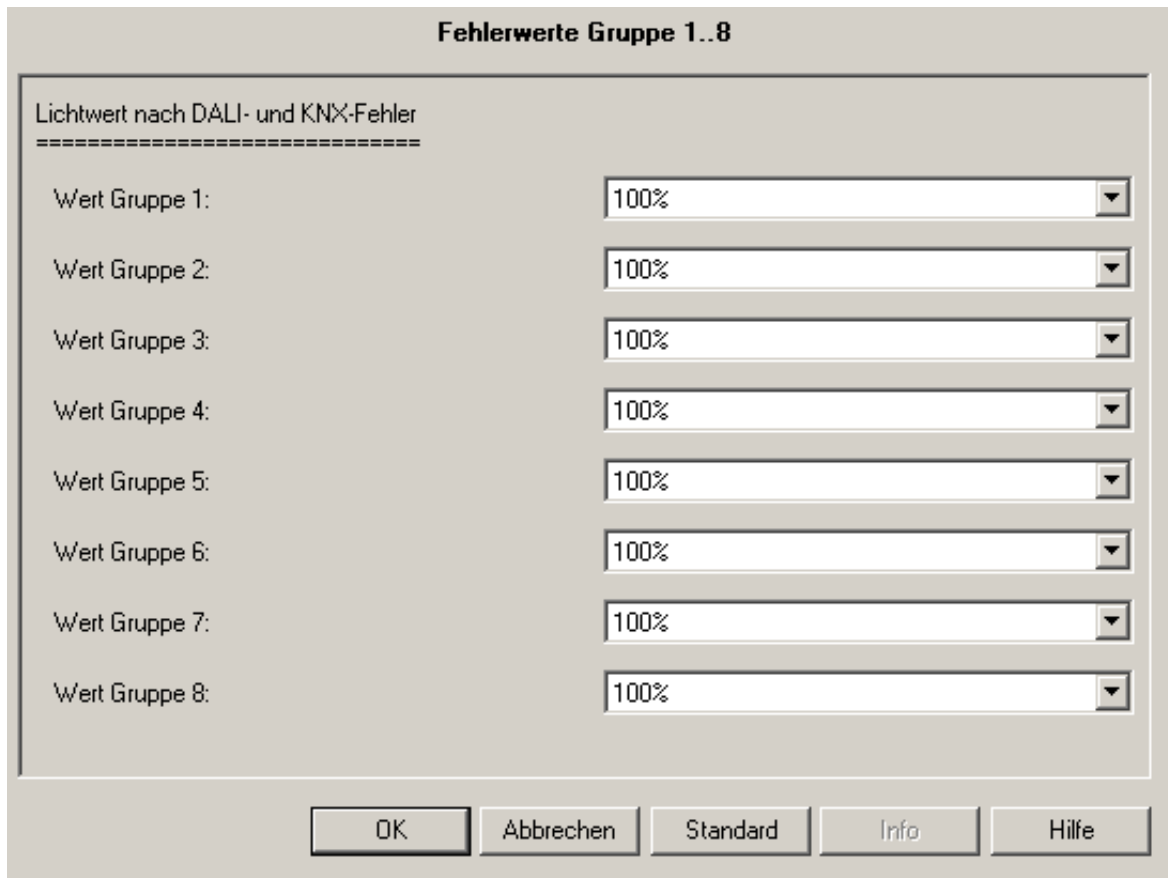 Fehlerwerte Gruppe 1..8
Lichtwert nach DALI- und KNX-Fehler
==============================
Wert Gruppe 1: 100%
Wert Gruppe 2: 100%
Wert Gruppe 3: 100%
Wert Gruppe 4: 100%
Wert Gruppe 5: 100%
Wert Gruppe 6: 100%
Wert Gruppe 7: 100%
Wert Gruppe 8: 100%
OK Abbrechen Standard Info Hilfe